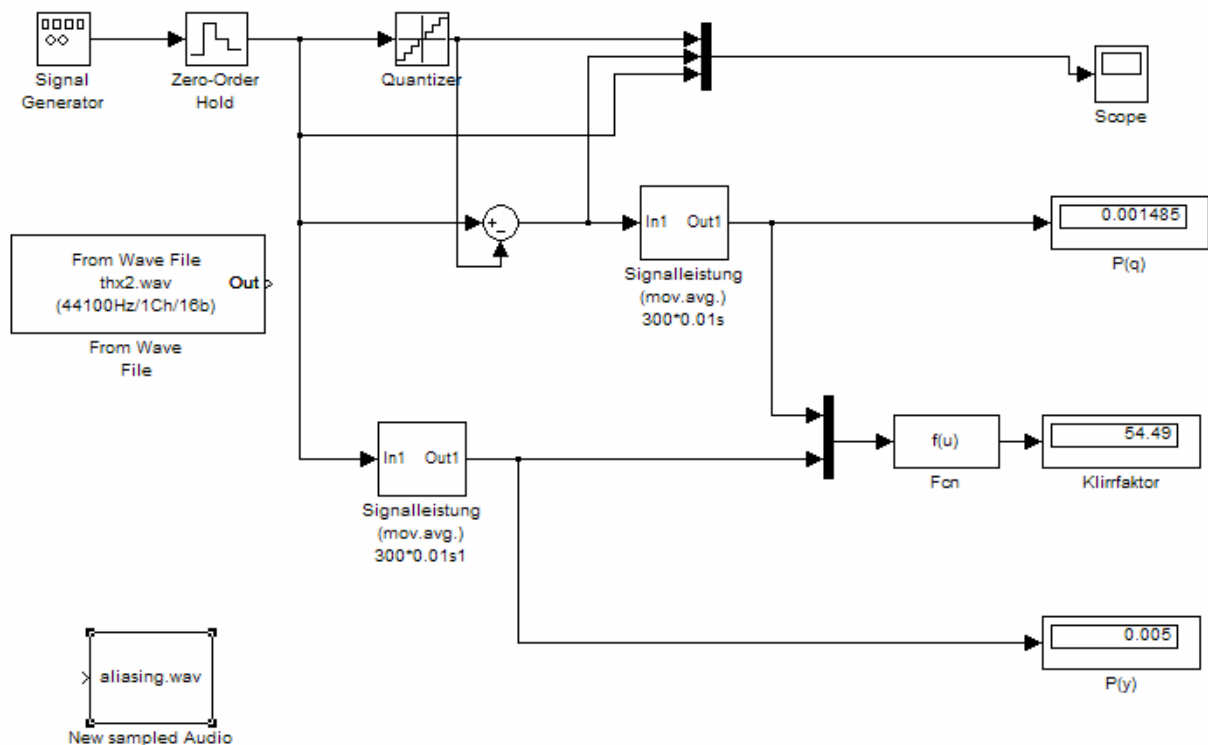 Signal
Generator
Zero-Order
Hold
Quantizer
Scope
In1 Out1
Signalleistung
(mov.avg.)
300*0.01s
0.001485
P(q)
From Wave File
thx2.wav
(44100Hz/1Ch/16b)
Out
From Wave
File
In1 Out1
Signalleistung
(mov.avg.)
300*0.01s1
f(u)
Fcn
54.49
Klirrfaktor
0.005
P(y)
aliasing.wav
New sampled Audio